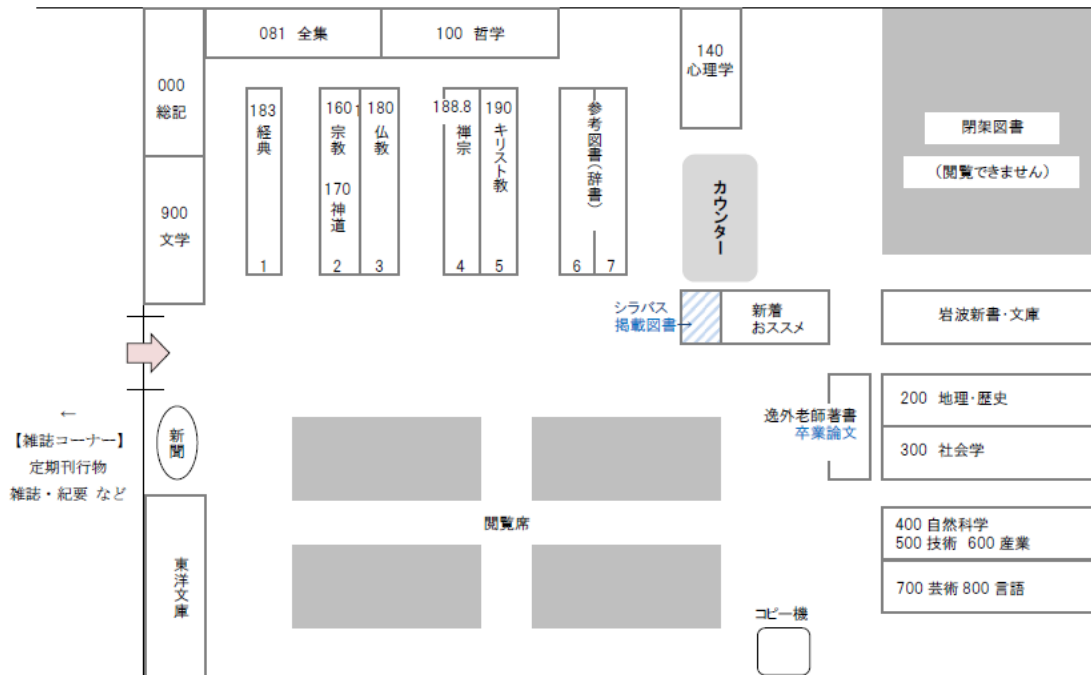 081 全集
100 哲学
140
心理学
000
総記
183
経典
160
宗教
170
神道
180
仏教
188.8
禅宗
190
キリスト教
参考図書(辞書)
閉架図書
(閲覧できません)
カウンター
900
文学
1
2
3
4
5
6
7
シラバス
掲載図書→
新着
おススメ
岩波新書・文庫
200 地理・歴史
300 社会学
逸外老師著書
卒業論文
←
【雑誌コーナー】
定期刊行物
雑誌・紀要 など
新聞
閲覧席
400 自然科学
500 技術 600 産業
700 芸術 800 言語
東洋文庫
コピー機